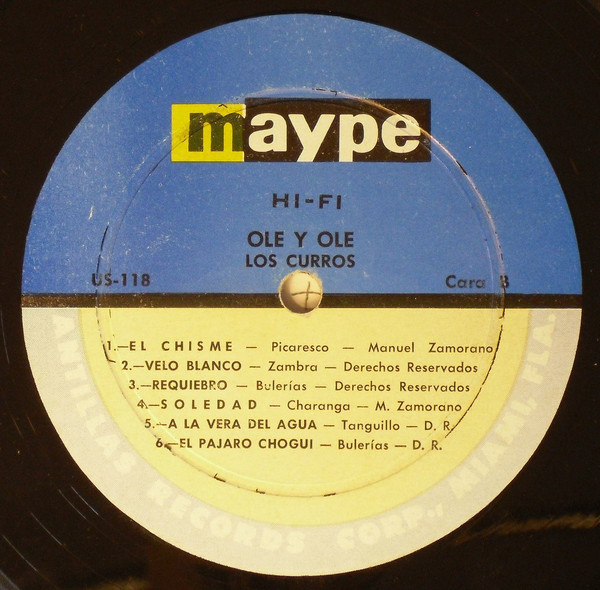 maype
HI-FI
OLE Y OLE
LOS CURROS
US-118 Cara B
1.—EL CHISME — Picaresco — Manuel Zamorano
2.—VELO BLANCO — Zambra — Derechos Reservados
3.—REQUIEBRO — Bulerías — Derechos Reservados
4.—SOLEDAD — Charanga — M. Zamorano
5.—A LA VERA DEL AGUA — Tanguillo — D. R.
6.—EL PAJARO CHOGUI — Bulerías — D. R.
ANTILLAS RECORDS CORP., MIAMI, FLA.